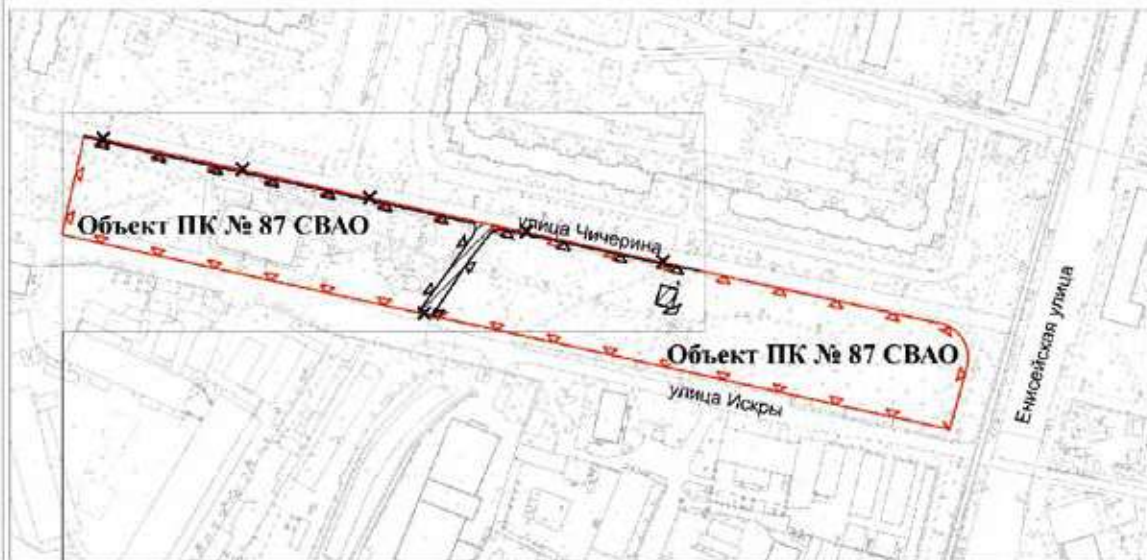 улица Чичерина
Объект ПК № 87 СВАО
Объект ПК № 87 СВАО
улица Искры
Енисейская улица